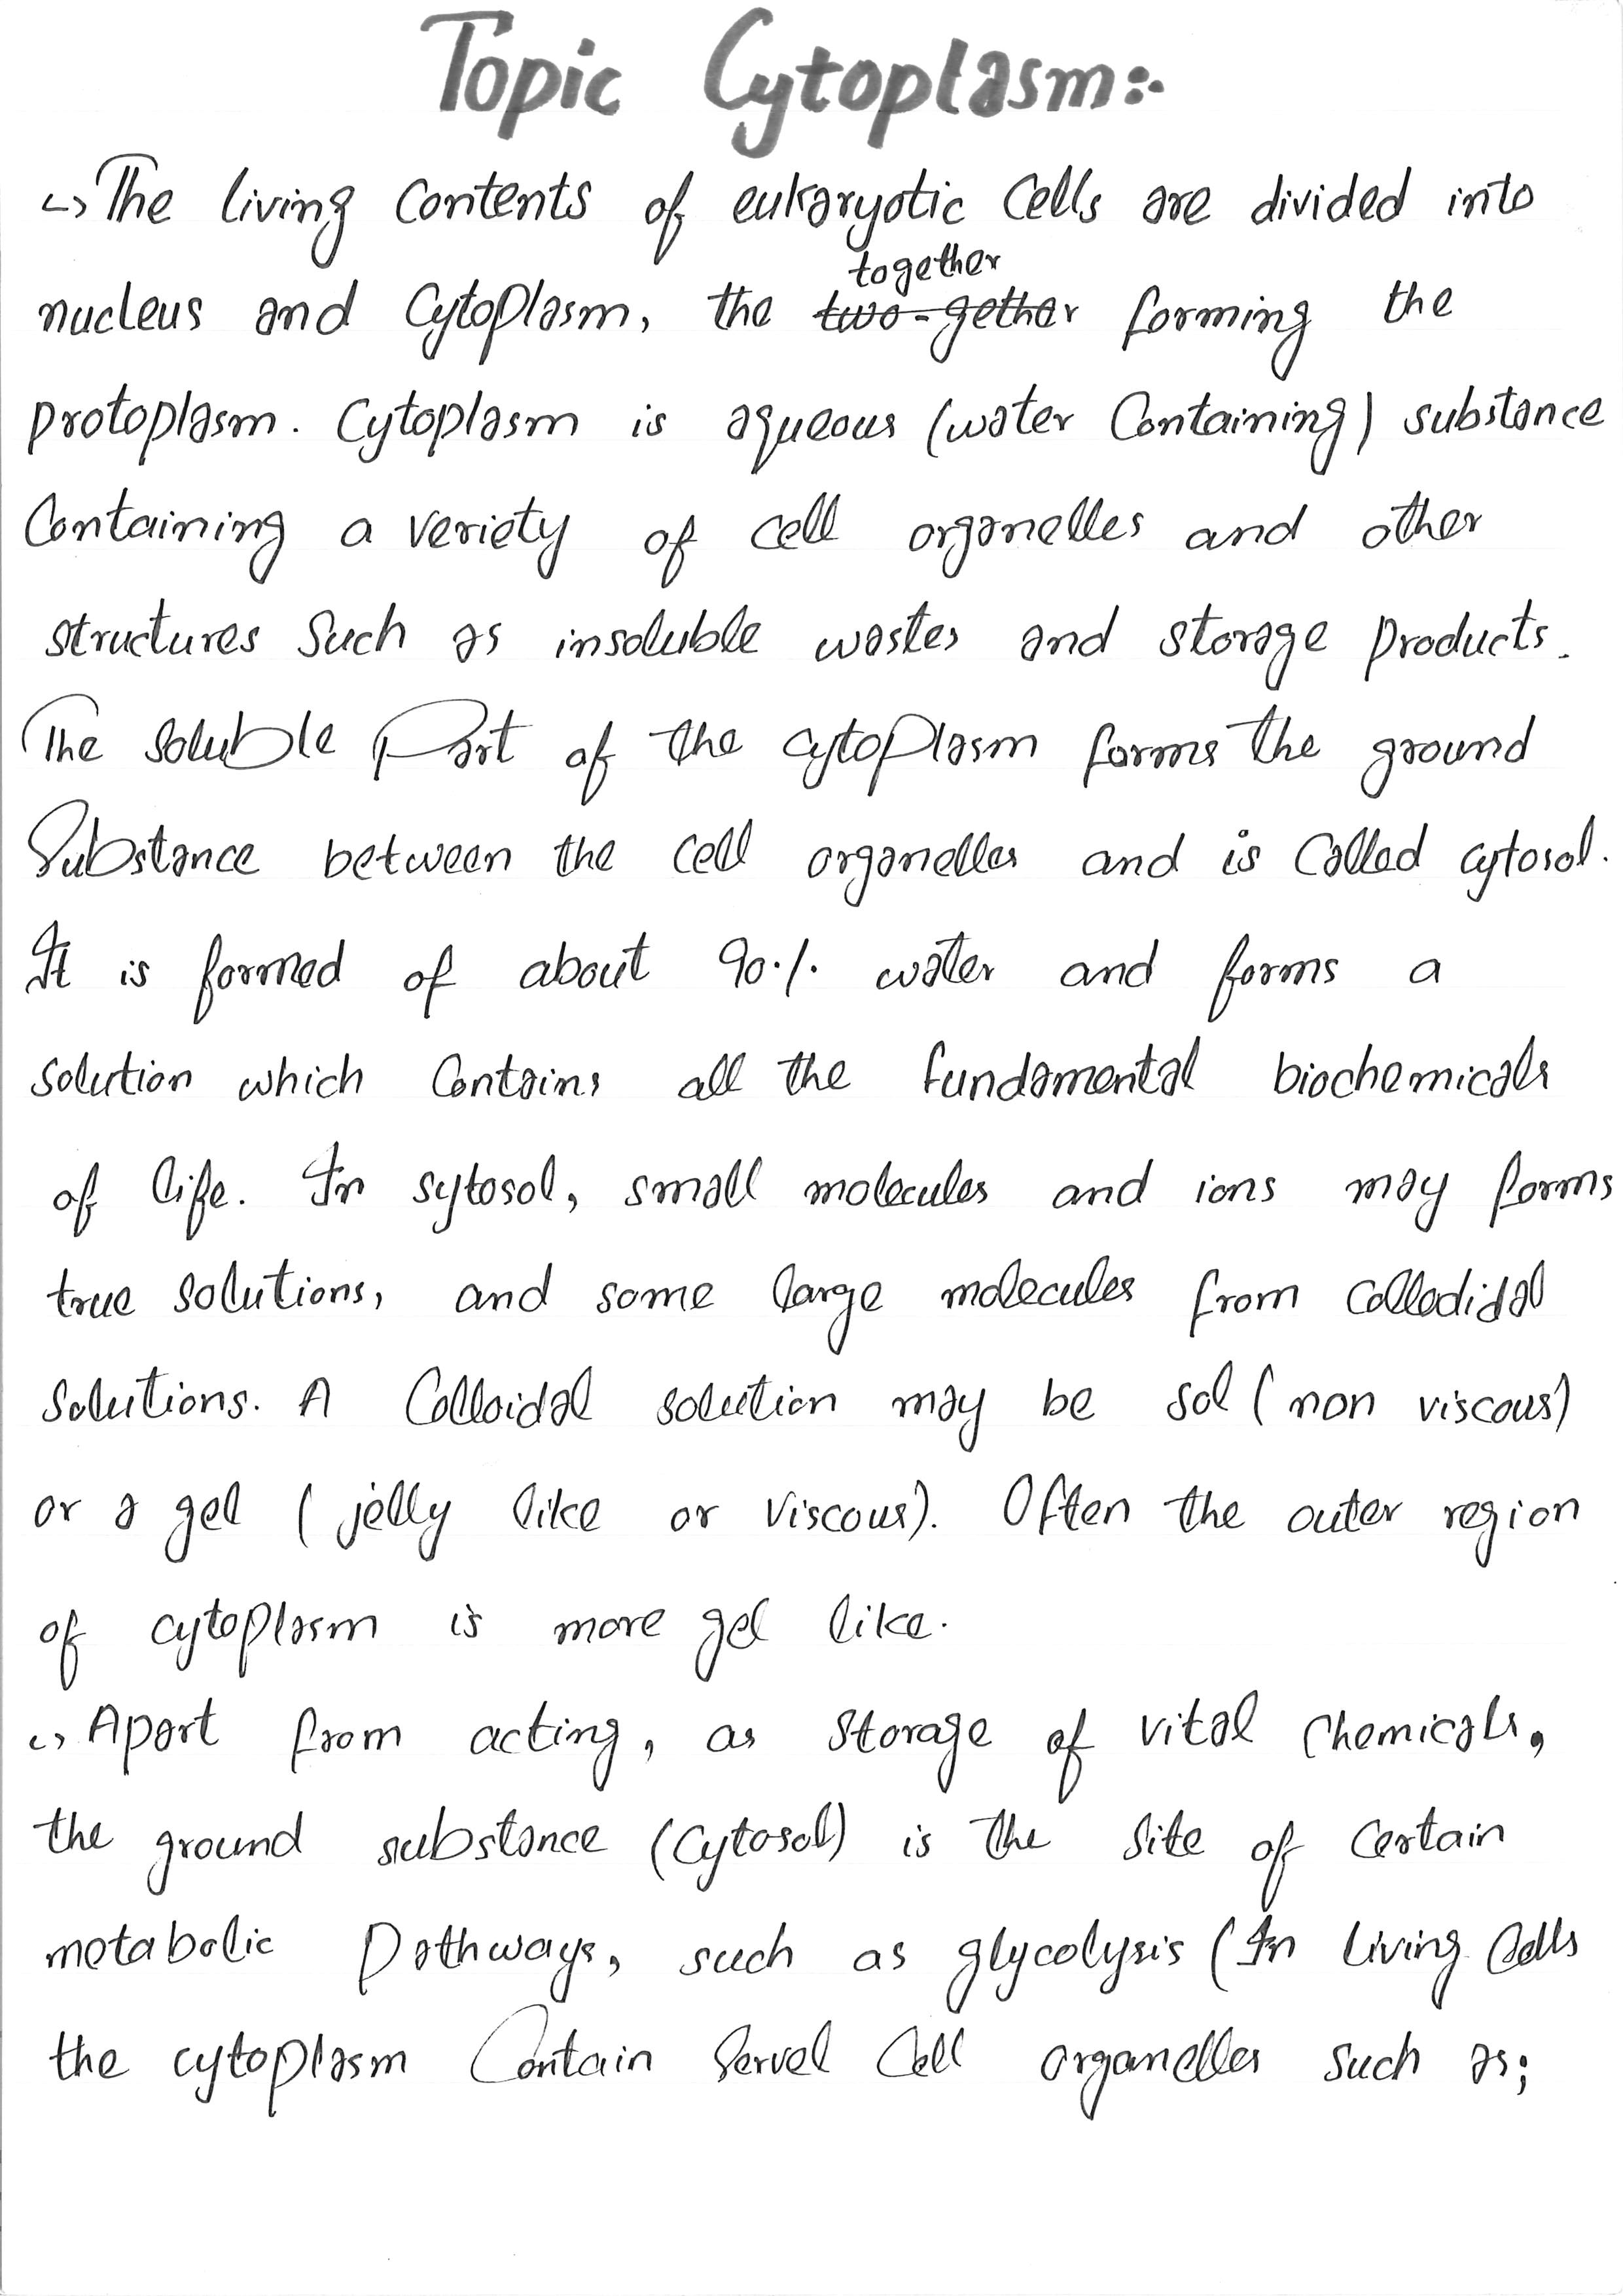 Topic Cytoplasm:-
↳ The living contents of eukaryotic cells are divided into
together
nucleus and Cytoplasm, the two-gether forming the
protoplasm. Cytoplasm is aqueous (water Containing) substance
Containing a veriety of cell organelles and other
structures Such as insoluble wastes and storage products.
The soluble Part of the cytoplasm forms the ground
Substance between the cell organelles and is Called cytosol.
It is formed of about 90% water and forms a
solution which Contains all the fundamental biochemicals
of life. In sytosol, small molecules and ions may forms
true solutions, and some large molecules from Collodidal
Solutions. A Colloidal solution may be sol (non viscous)
or a gel (jelly like or viscous). Often the outer region
of cytoplasm is more gel like.
↳ Apart from acting, as Storage of vital Chemicals,
the ground substance (Cytosol) is the Site of Certain
metabolic Pathways, such as glycolysis (In living Cells
the cytoplasm Contain Servel Cell organelles such as;